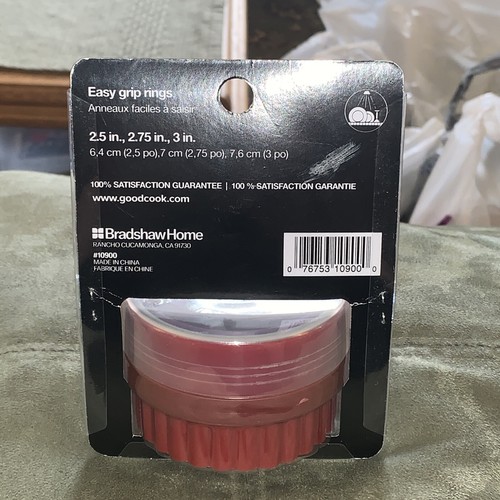 Easy grip rings
Anneaux faciles à saisir
2.5 in., 2.75 in., 3 in.
6,4 cm (2,5 po),7 cm (2,75 po), 7,6 cm (3 po)
100% SATISFACTION GUARANTEE | 100 % SATISFACTION GARANTIE
www.goodcook.com
BradshawHome
RANCHO CUCAMONGA, CA 91730
#10900
MADE IN CHINA
FABRIQUÉ EN CHINE
0 76753 10900 0